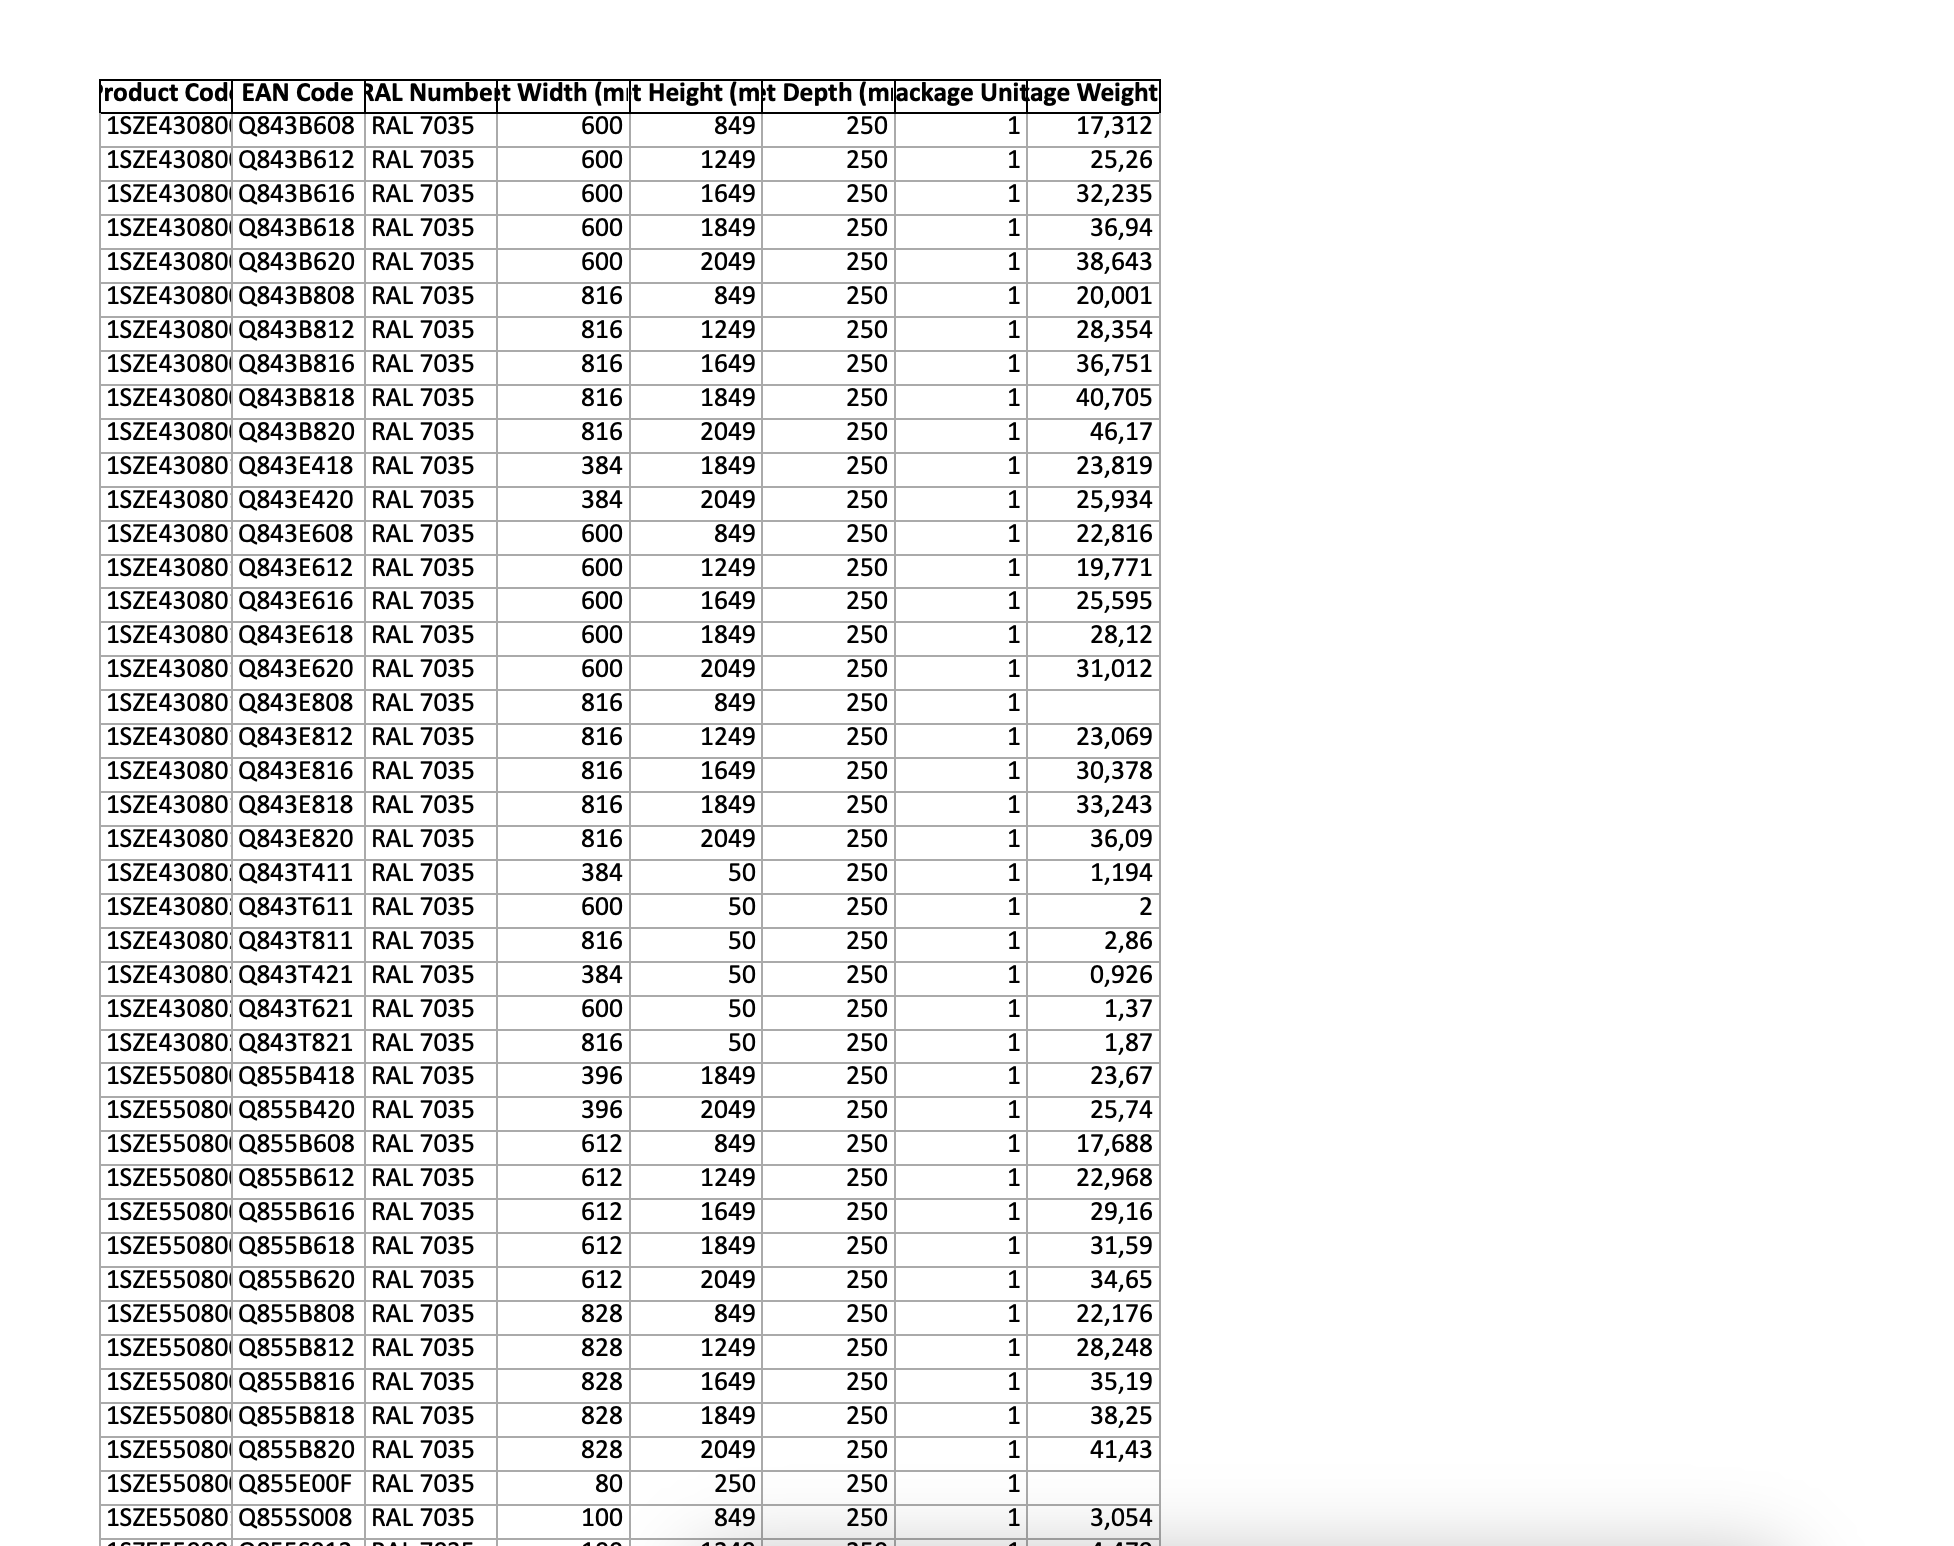 Product Cod EAN Code RAL Number t Width (m t Height (m t Depth (m ackage Unit age Weight
1SZE43080 Q843B608 RAL 7035 600 849 250 1 17,312
1SZE43080 Q843B612 RAL 7035 600 1249 250 1 25,26
1SZE43080 Q843B616 RAL 7035 600 1649 250 1 32,235
1SZE43080 Q843B618 RAL 7035 600 1849 250 1 36,94
1SZE43080 Q843B620 RAL 7035 600 2049 250 1 38,643
1SZE43080 Q843B808 RAL 7035 816 849 250 1 20,001
1SZE43080 Q843B812 RAL 7035 816 1249 250 1 28,354
1SZE43080 Q843B816 RAL 7035 816 1649 250 1 36,751
1SZE43080 Q843B818 RAL 7035 816 1849 250 1 40,705
1SZE43080 Q843B820 RAL 7035 816 2049 250 1 46,17
1SZE43080 Q843E418 RAL 7035 384 1849 250 1 23,819
1SZE43080 Q843E420 RAL 7035 384 2049 250 1 25,934
1SZE43080 Q843E608 RAL 7035 600 849 250 1 22,816
1SZE43080 Q843E612 RAL 7035 600 1249 250 1 19,771
1SZE43080 Q843E616 RAL 7035 600 1649 250 1 25,595
1SZE43080 Q843E618 RAL 7035 600 1849 250 1 28,12
1SZE43080 Q843E620 RAL 7035 600 2049 250 1 31,012
1SZE43080 Q843E808 RAL 7035 816 849 250 1
1SZE43080 Q843E812 RAL 7035 816 1249 250 1 23,069
1SZE43080 Q843E816 RAL 7035 816 1649 250 1 30,378
1SZE43080 Q843E818 RAL 7035 816 1849 250 1 33,243
1SZE43080 Q843E820 RAL 7035 816 2049 250 1 36,09
1SZE43080 Q843T411 RAL 7035 384 50 250 1 1,194
1SZE43080 Q843T611 RAL 7035 600 50 250 1 2
1SZE43080 Q843T811 RAL 7035 816 50 250 1 2,86
1SZE43080 Q843T421 RAL 7035 384 50 250 1 0,926
1SZE43080 Q843T621 RAL 7035 600 50 250 1 1,37
1SZE43080 Q843T821 RAL 7035 816 50 250 1 1,87
1SZE55080 Q855B418 RAL 7035 396 1849 250 1 23,67
1SZE55080 Q855B420 RAL 7035 396 2049 250 1 25,74
1SZE55080 Q855B608 RAL 7035 612 849 250 1 17,688
1SZE55080 Q855B612 RAL 7035 612 1249 250 1 22,968
1SZE55080 Q855B616 RAL 7035 612 1649 250 1 29,16
1SZE55080 Q855B618 RAL 7035 612 1849 250 1 31,59
1SZE55080 Q855B620 RAL 7035 612 2049 250 1 34,65
1SZE55080 Q855B808 RAL 7035 828 849 250 1 22,176
1SZE55080 Q855B812 RAL 7035 828 1249 250 1 28,248
1SZE55080 Q855B816 RAL 7035 828 1649 250 1 35,19
1SZE55080 Q855B818 RAL 7035 828 1849 250 1 38,25
1SZE55080 Q855B820 RAL 7035 828 2049 250 1 41,43
1SZE55080 Q855E00F RAL 7035 80 250 250 1
1SZE55080 Q855S008 RAL 7035 100 849 250 1 3,054